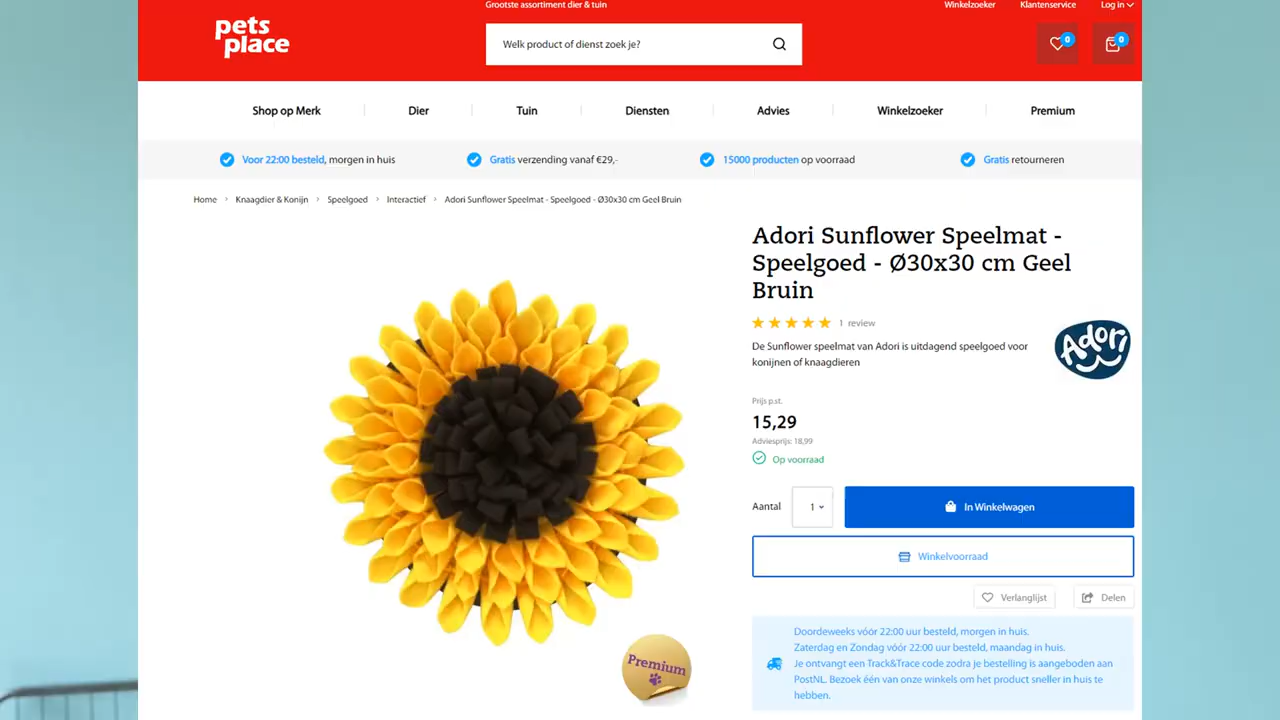 Grootste assortiment dier & tuin
Winkelzoeker
Klantenservice
Log in
pets
place
Welk product of dienst zoek je?
0
0
Shop op Merk
Dier
Tuin
Diensten
Advies
Winkelzoeker
Premium
Voor 22:00 besteld, morgen in huis
Gratis verzending vanaf €29,-
15000 producten op voorraad
Gratis retourneren
Home › Knaagdier & Konijn › Speelgoed › Interactief › Adori Sunflower Speelmat - Speelgoed - Ø30x30 cm Geel Bruin
Adori Sunflower Speelmat -
Speelgoed - Ø30x30 cm Geel
Bruin
1 review
De Sunflower speelmat van Adori is uitdagend speelgoed voor
konijnen of knaagdieren
Adori
Prijs p.st.
15,29
Adviesprijs: 18,99
Op voorraad
Aantal
1
In Winkelwagen
Winkelvoorraad
Verlanglijst
Delen
Premium
Doordeweeks vóór 22:00 uur besteld, morgen in huis.
Zaterdag en Zondag vóór 22:00 uur besteld, maandag in huis.
Je ontvangt een Track&Trace code zodra je bestelling is aangeboden aan
PostNL. Bezoek één van onze winkels om het product sneller in huis te
hebben.